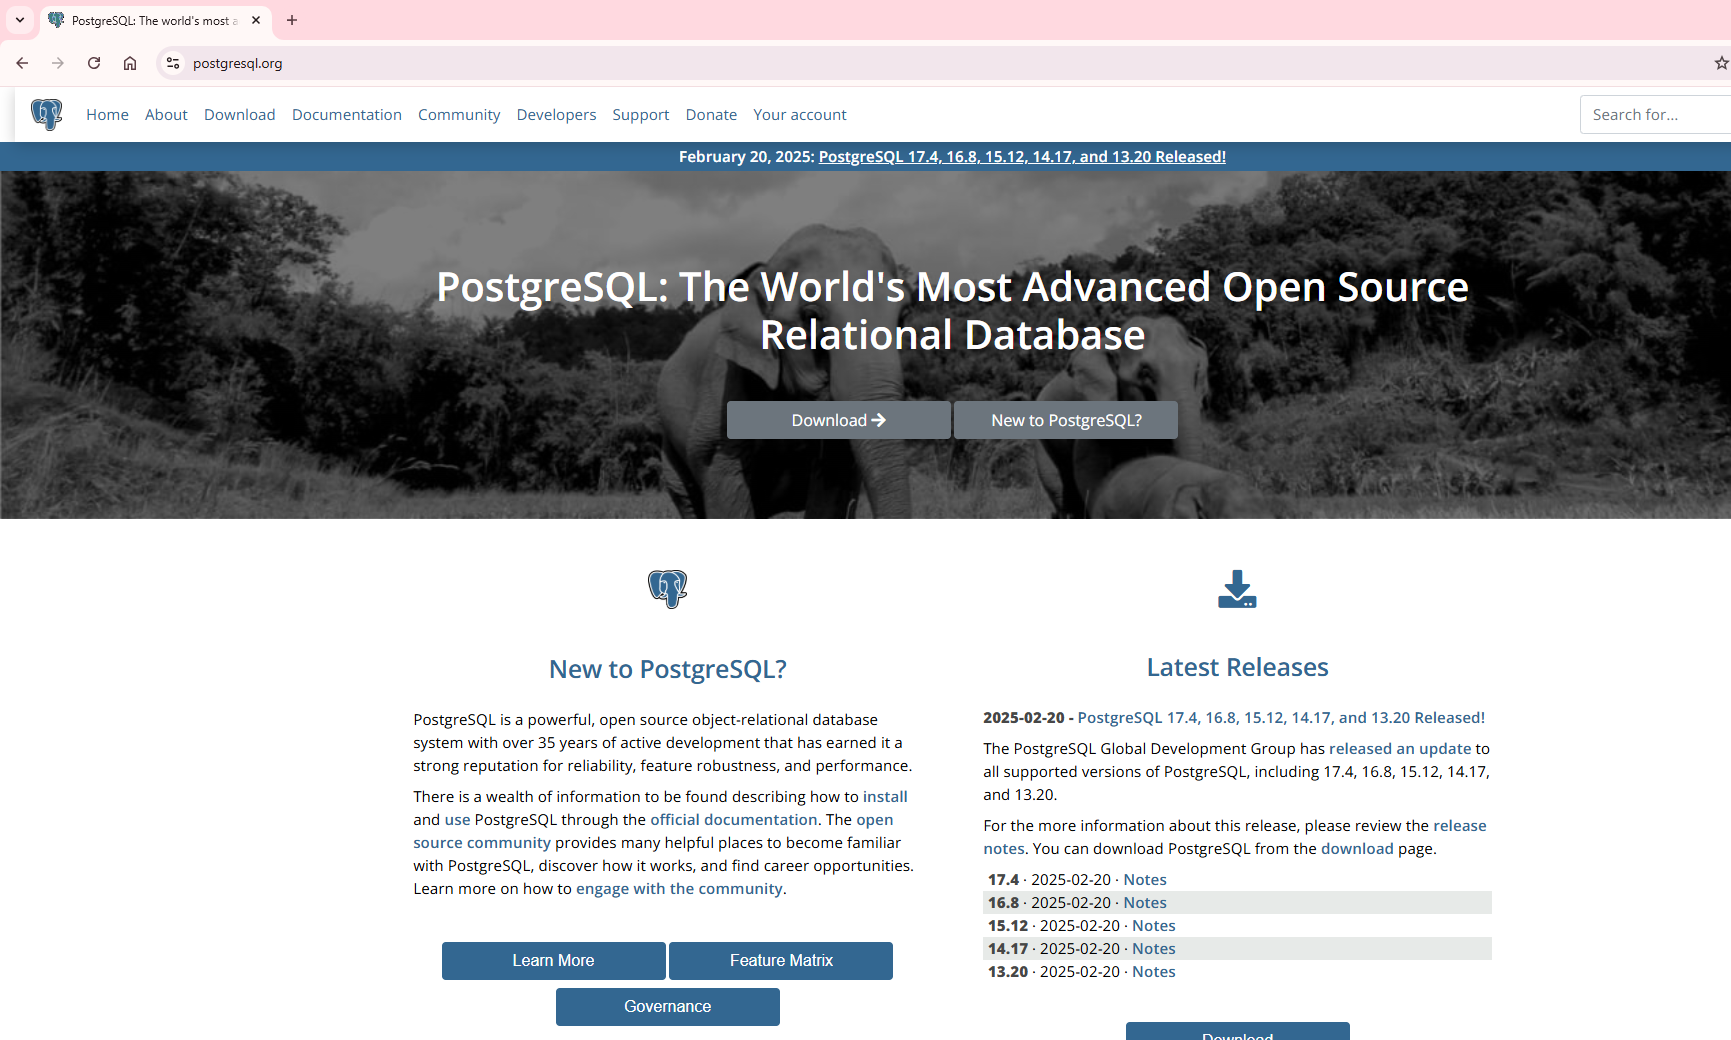 PostgreSQL: The world's most a
postgresql.org
Home About Download Documentation Community Developers Support Donate Your account
Search for...
February 20, 2025: PostgreSQL 17.4, 16.8, 15.12, 14.17, and 13.20 Released!
PostgreSQL: The World's Most Advanced Open Source
Relational Database
Download
New to PostgreSQL?
New to PostgreSQL?
PostgreSQL is a powerful, open source object-relational database
system with over 35 years of active development that has earned it a
strong reputation for reliability, feature robustness, and performance.
There is a wealth of information to be found describing how to install
and use PostgreSQL through the official documentation. The open
source community provides many helpful places to become familiar
with PostgreSQL, discover how it works, and find career opportunities.
Learn more on how to engage with the community.
Learn More
Feature Matrix
Governance
Latest Releases
2025-02-20 - PostgreSQL 17.4, 16.8, 15.12, 14.17, and 13.20 Released!
The PostgreSQL Global Development Group has released an update to
all supported versions of PostgreSQL, including 17.4, 16.8, 15.12, 14.17,
and 13.20.
For the more information about this release, please review the release
notes. You can download PostgreSQL from the download page.
17.4 · 2025-02-20 · Notes
16.8 · 2025-02-20 · Notes
15.12 · 2025-02-20 · Notes
14.17 · 2025-02-20 · Notes
13.20 · 2025-02-20 · Notes
Download